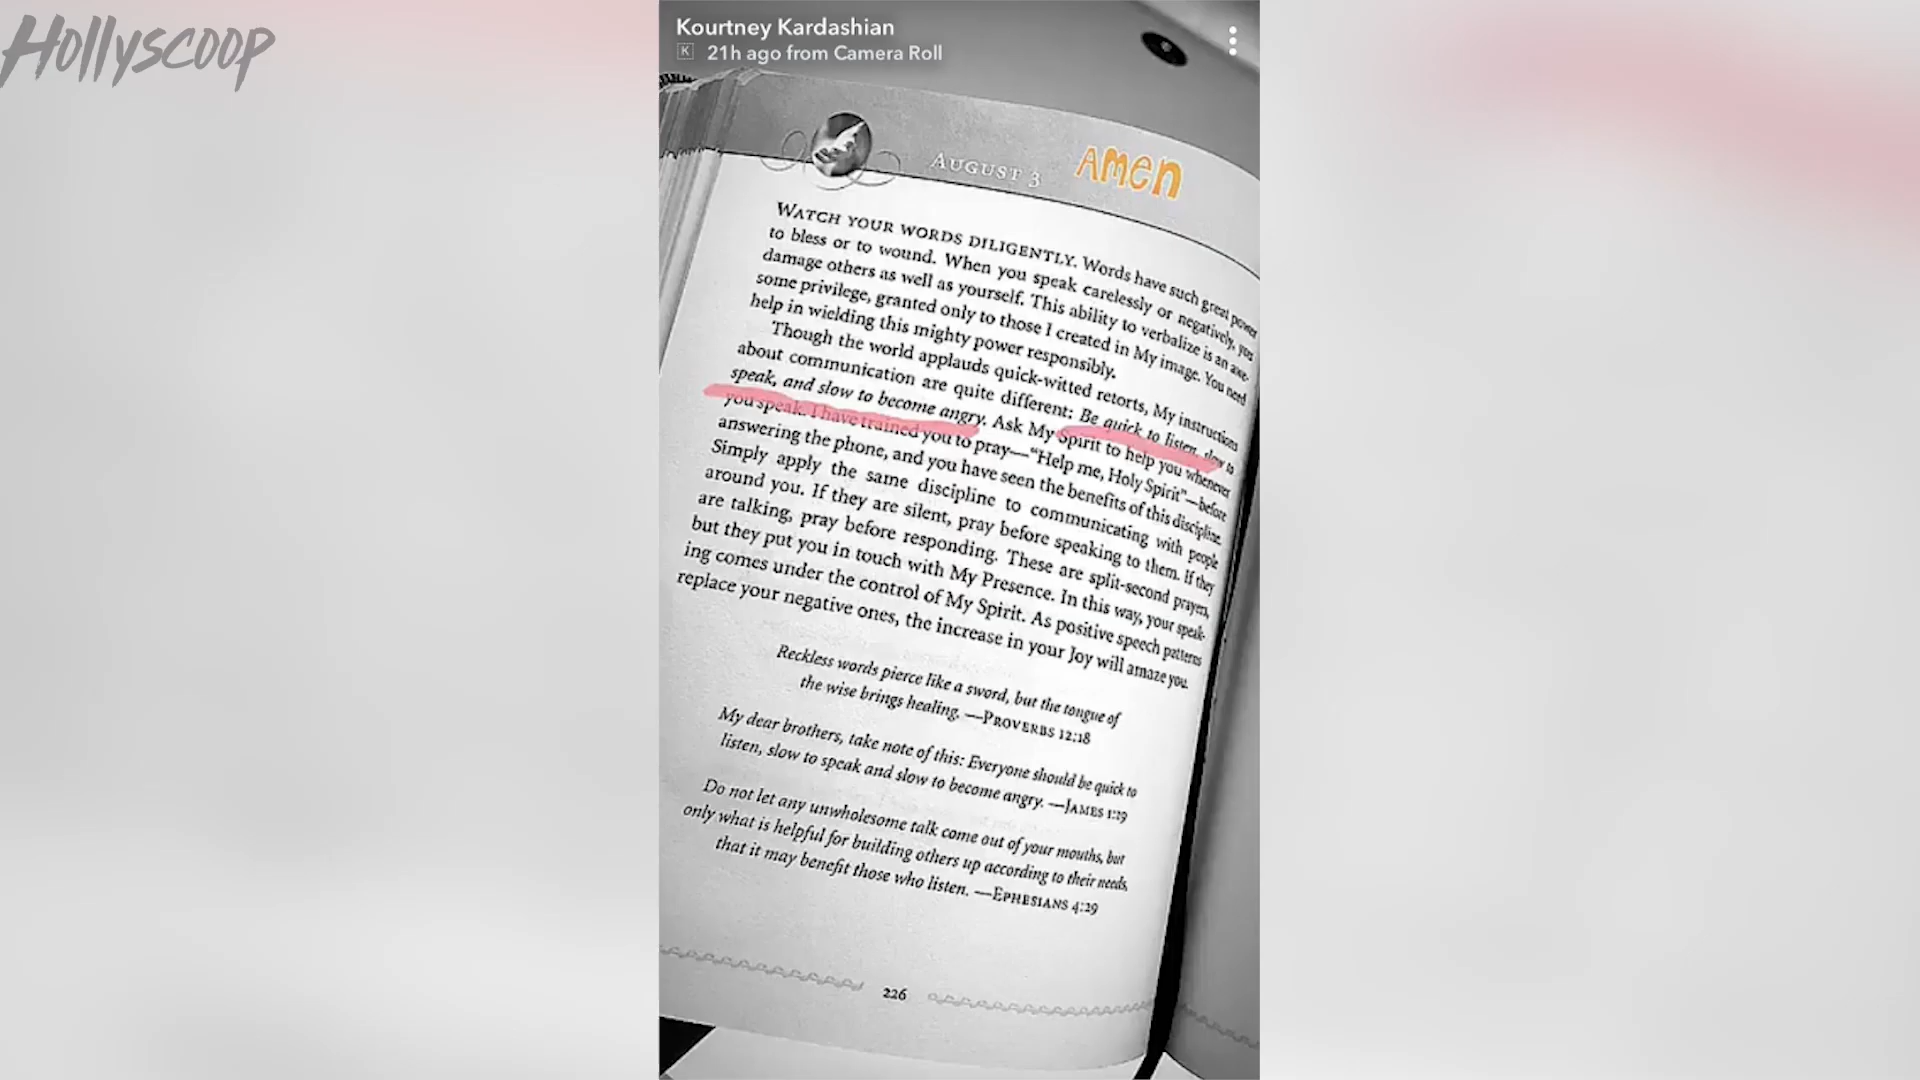 Hollyscoop
Kourtney Kardashian
K 21h ago from Camera Roll
AUGUST 3 AMEN
WATCH YOUR WORDS DILIGENTLY. Words have such great power
to bless or to wound. When you speak carelessly or negatively, you
damage others as well as yourself. This ability to verbalize is an awe-
some privilege, granted only to those I created in My image. You need
help in wielding this mighty power responsibly.
Though the world applauds quick-witted retorts, My instructions
about communication are quite different: Be quick to listen, slow to
speak, and slow to become angry. Ask My Spirit to help you whenever
you speak. I have trained you to pray—“Help me, Holy Spirit”—before
answering the phone, and you have seen the benefits of this discipline.
Simply apply the same discipline to communicating with people
around you. If they are silent, pray before speaking to them. If they
are talking, pray before responding. These are split-second prayers,
but they put you in touch with My Presence. In this way, your speak-
ing comes under the control of My Spirit. As positive speech patterns
replace your negative ones, the increase in your Joy will amaze you.
Reckless words pierce like a sword, but the tongue of
the wise brings healing. —PROVERBS 12:18
My dear brothers, take note of this: Everyone should be quick to
listen, slow to speak and slow to become angry. —JAMES 1:19
Do not let any unwholesome talk come out of your mouths, but
only what is helpful for building others up according to their needs,
that it may benefit those who listen. —EPHESIANS 4:29
226